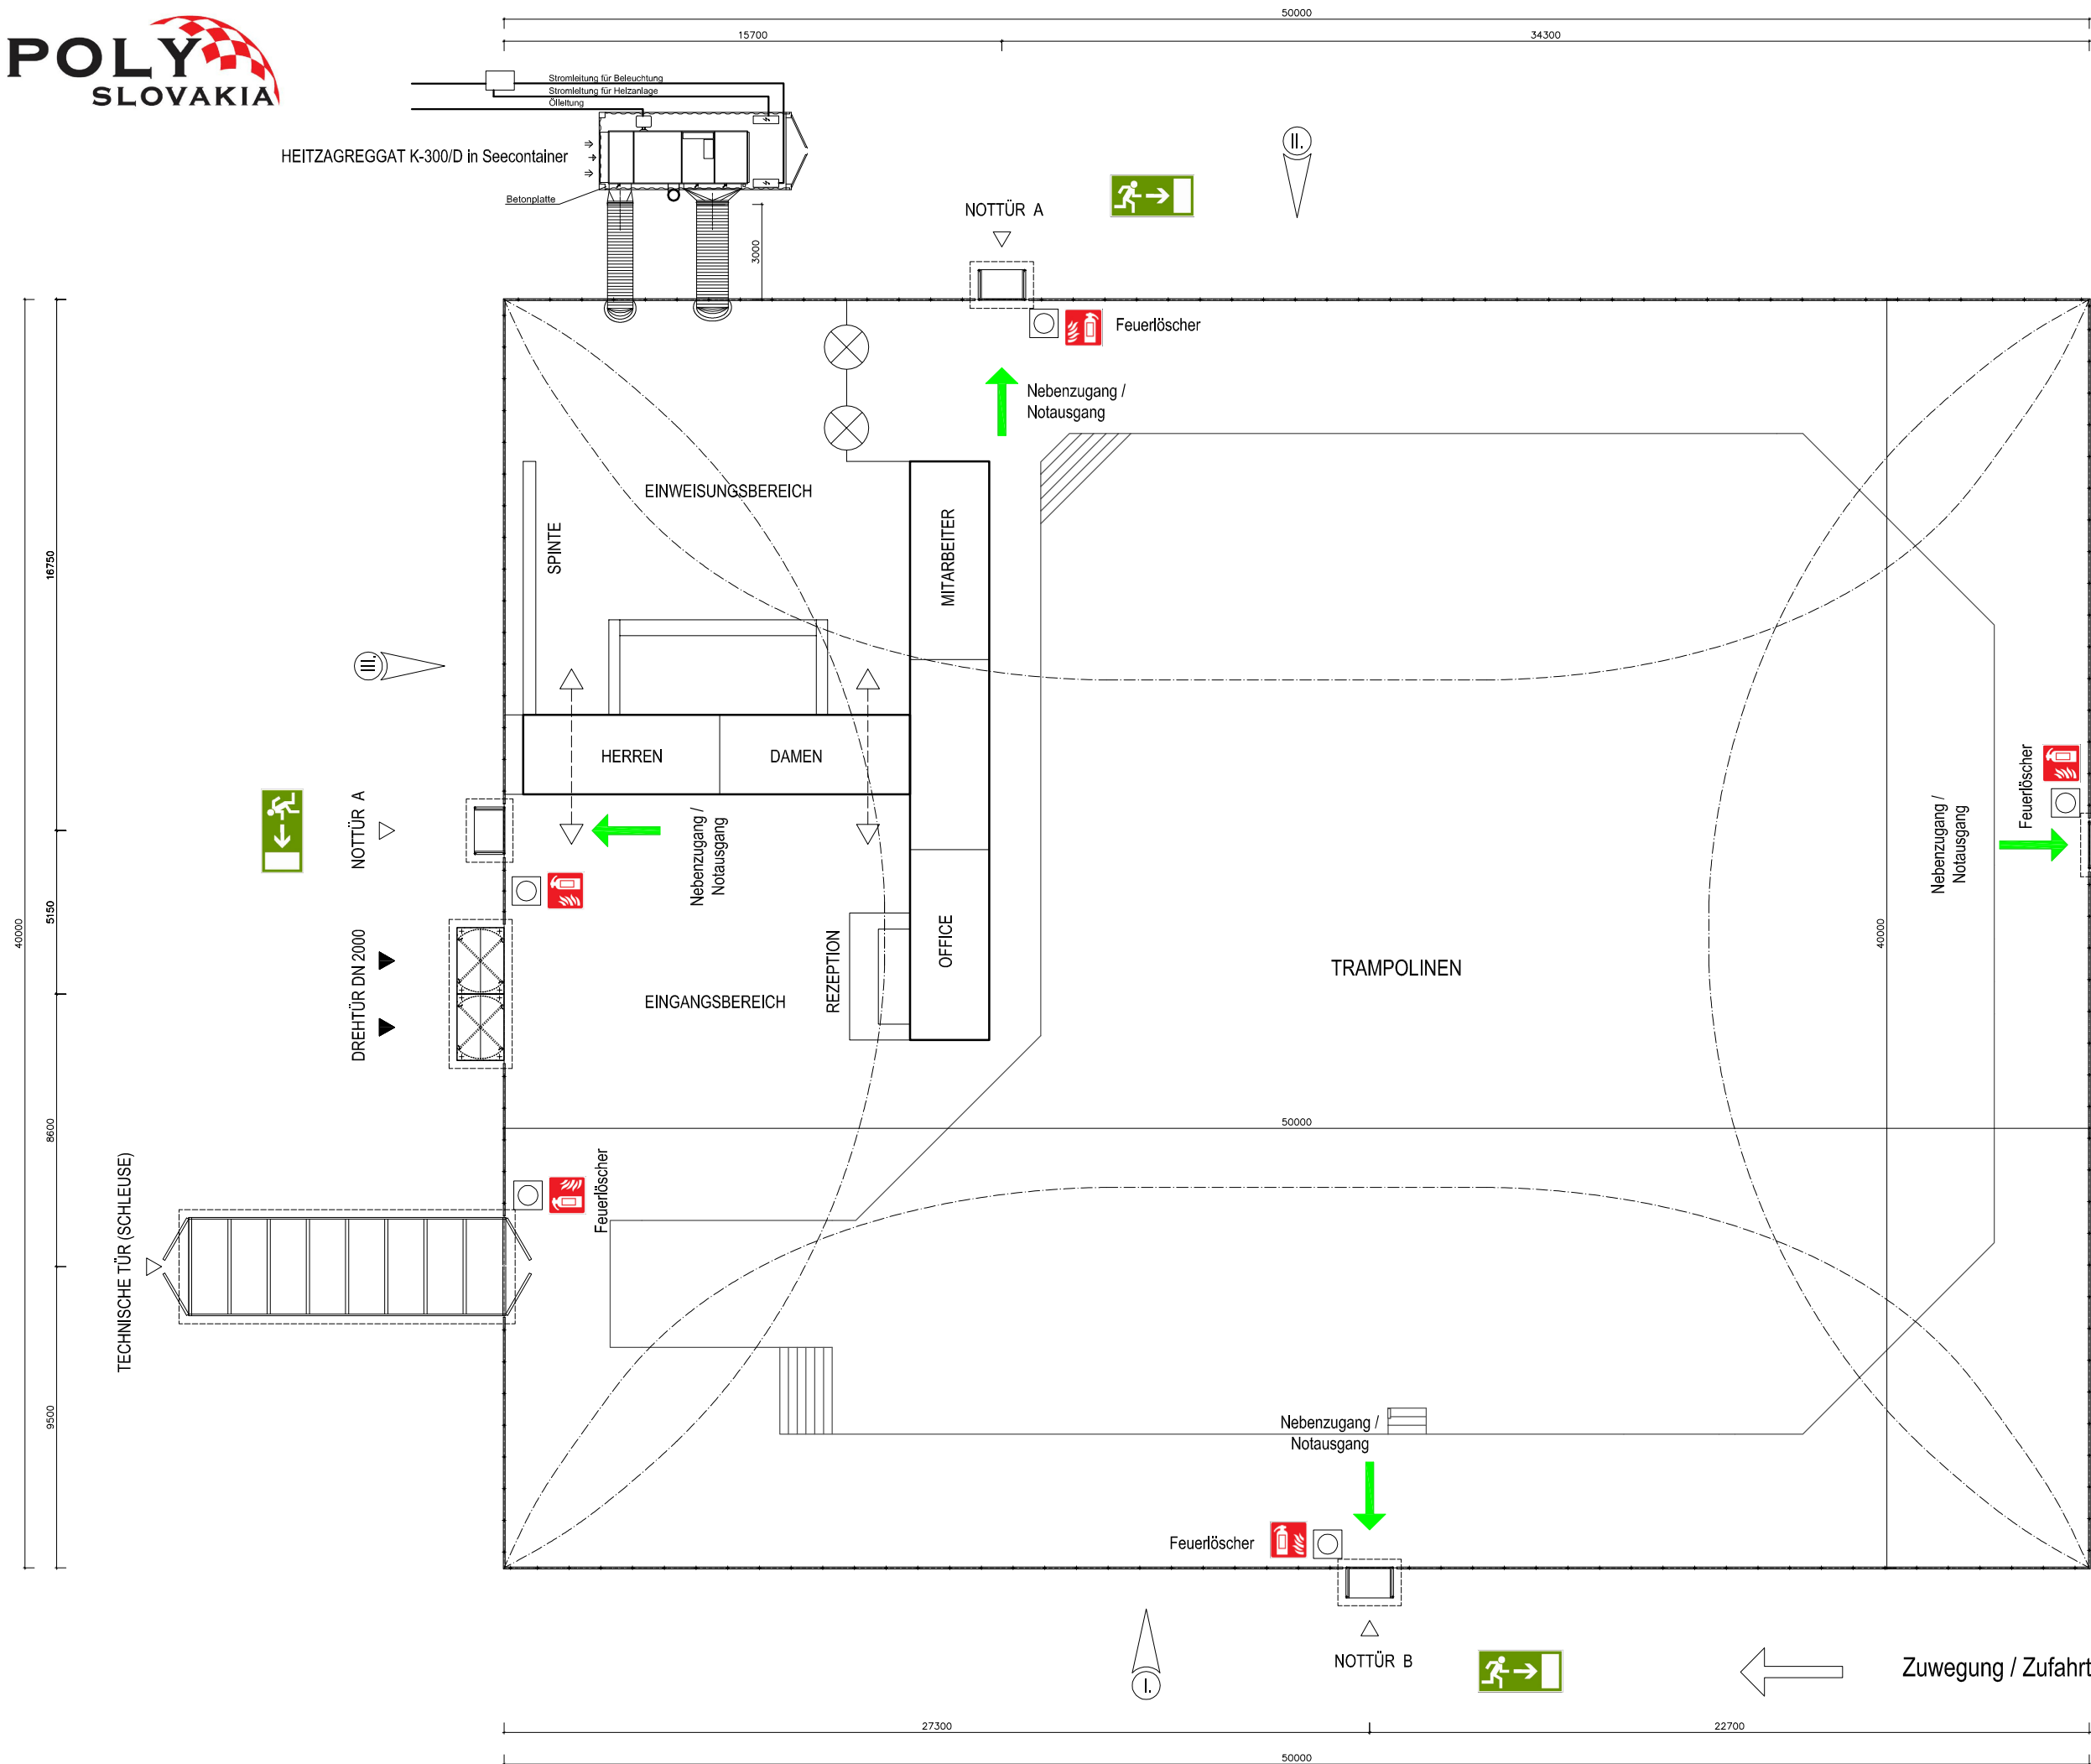 50000
15700
34300
POLY
SLOVAKIA
Stromleitung für Beleuchtung
Stromleitung für Heizanlage
Ölleitung
HEITZAGREGGAT K-300/D in Seecontainer
Betonplatte
3000
II.
NOTTÜR A
Feuerlöscher
Nebenzugang /
Notausgang
EINWEISUNGSBEREICH
SPINTE
MITARBEITER
16750
III.
HERREN
DAMEN
NOTTÜR A
Nebenzugang /
Notausgang
Feuerlöscher
Nebenzugang /
Notausgang
40000
5150
DREHTÜR DN 2000
EINGANGSBEREICH
REZEPTION
OFFICE
TRAMPOLINEN
40000
50000
8600
TECHNISCHE TÜR (SCHLEUSE)
Feuerlöscher
9500
Nebenzugang /
Notausgang
Feuerlöscher
I.
NOTTÜR B
Zuwegung / Zufahrt
27300
22700
50000